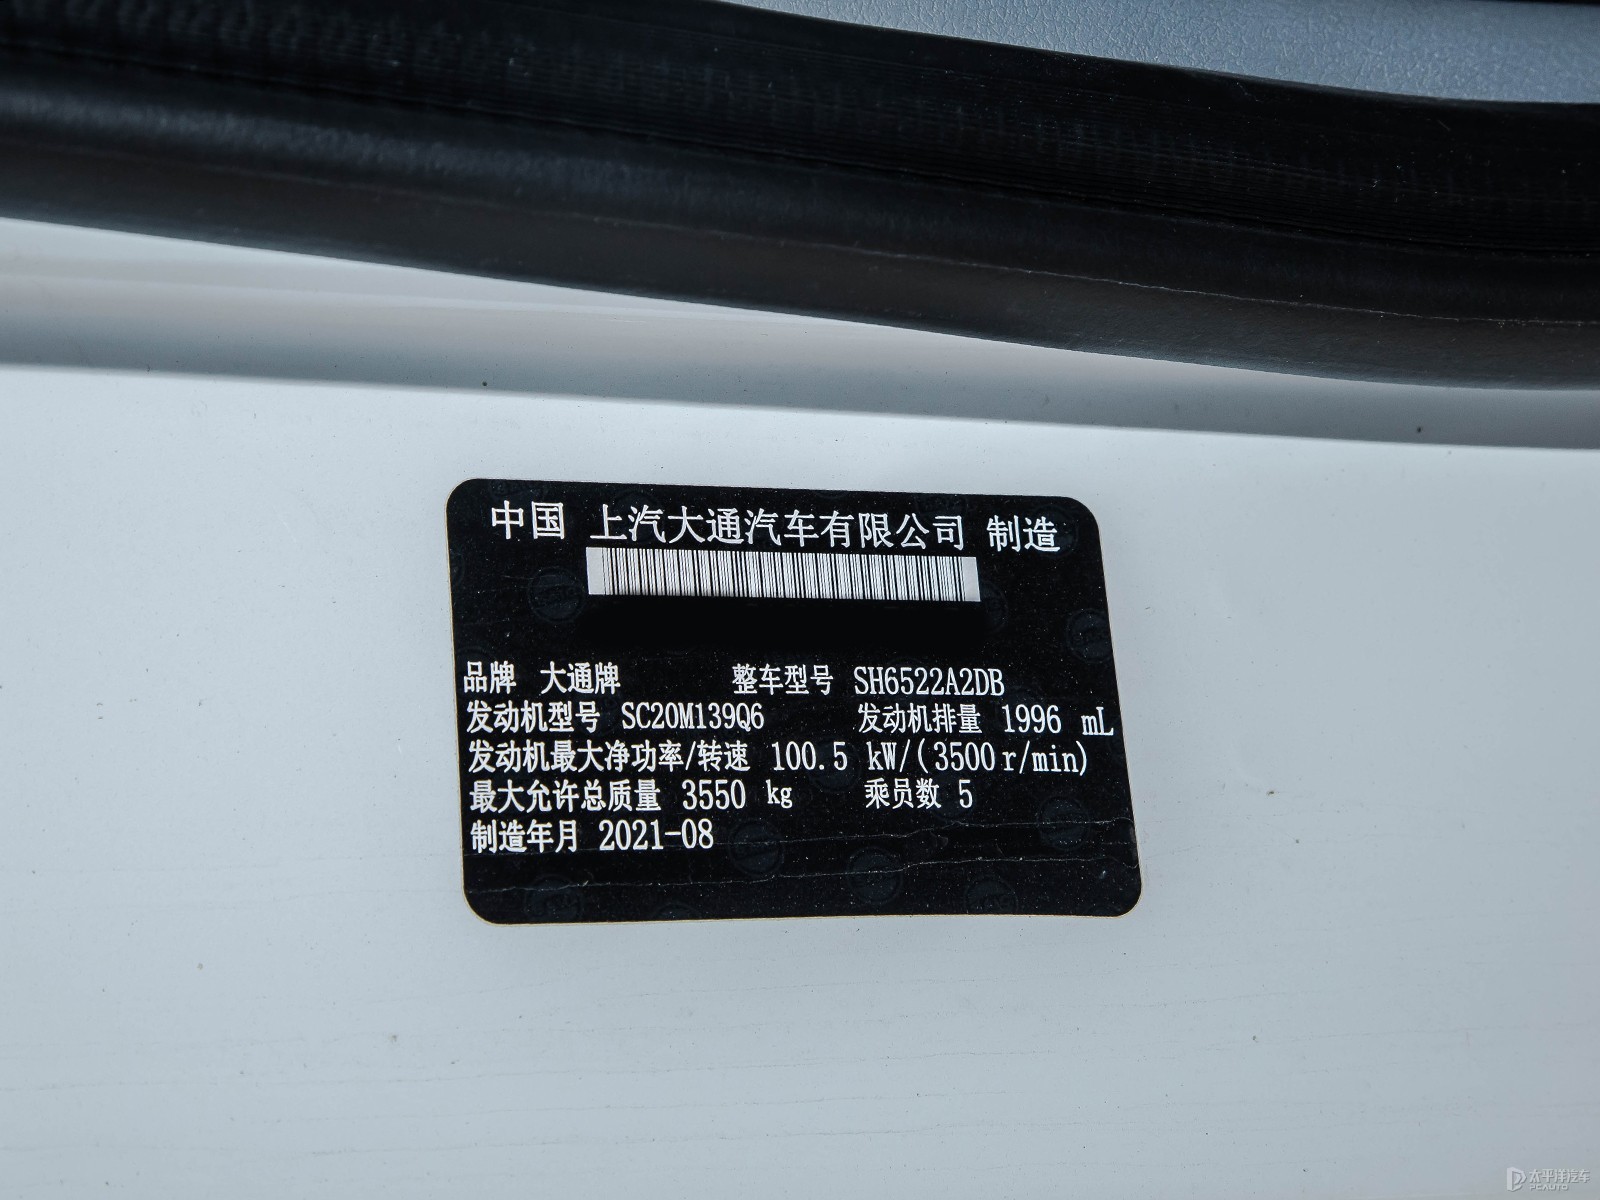 中国 上汽大通汽车有限公司 制造
品牌 大通牌 整车型号 SH6522A2DB
发动机型号 SC20M139Q6 发动机排量 1996 mL
发动机最大净功率/转速 100.5 kW/(3500r/min)
最大允许总质量 3550 kg 乘员数 5
制造年月 2021-08
太平洋汽车
PCAUTO